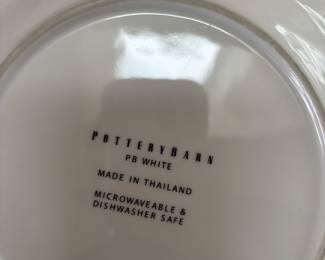 POTTERYBARN
PB WHITE
MADE IN THAILAND
MICROWAVEABLE &
DISHWASHER SAFE